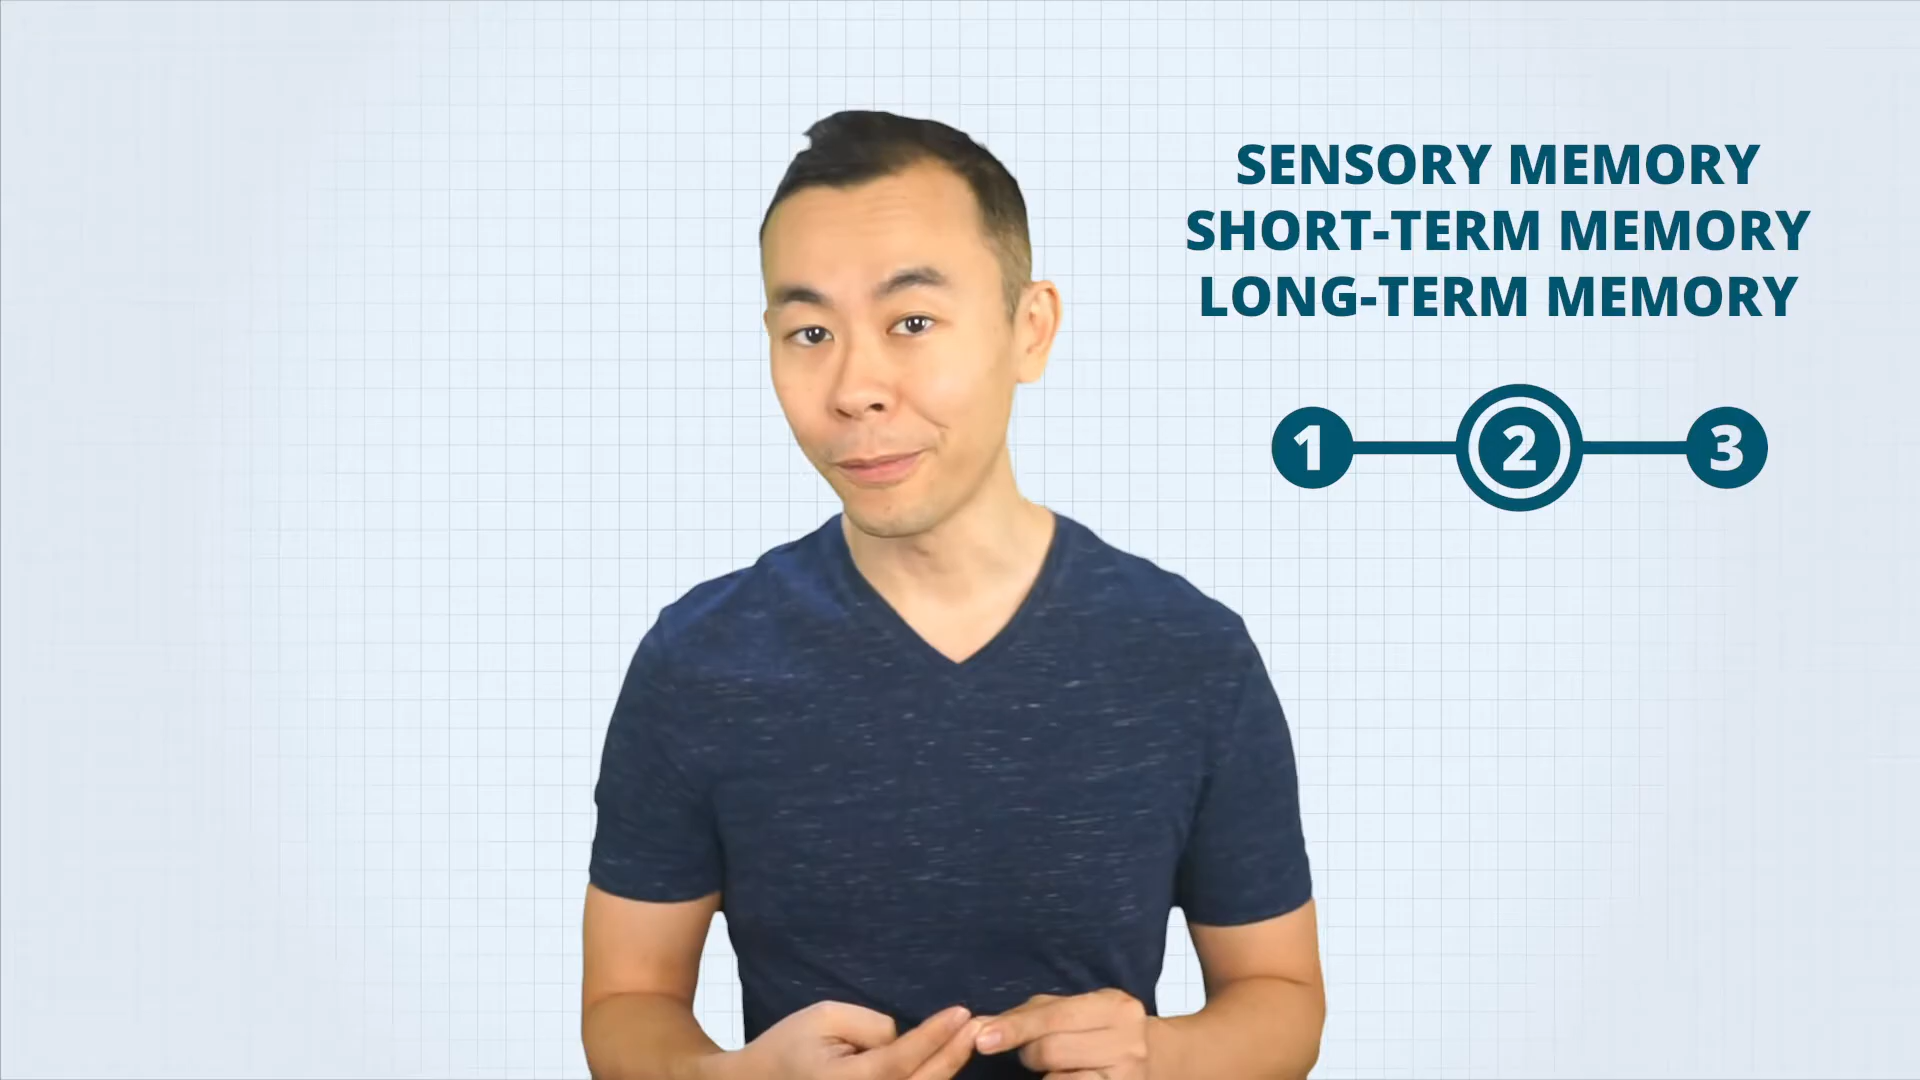 SENSORY MEMORY
SHORT-TERM MEMORY
LONG-TERM MEMORY
1 2 3